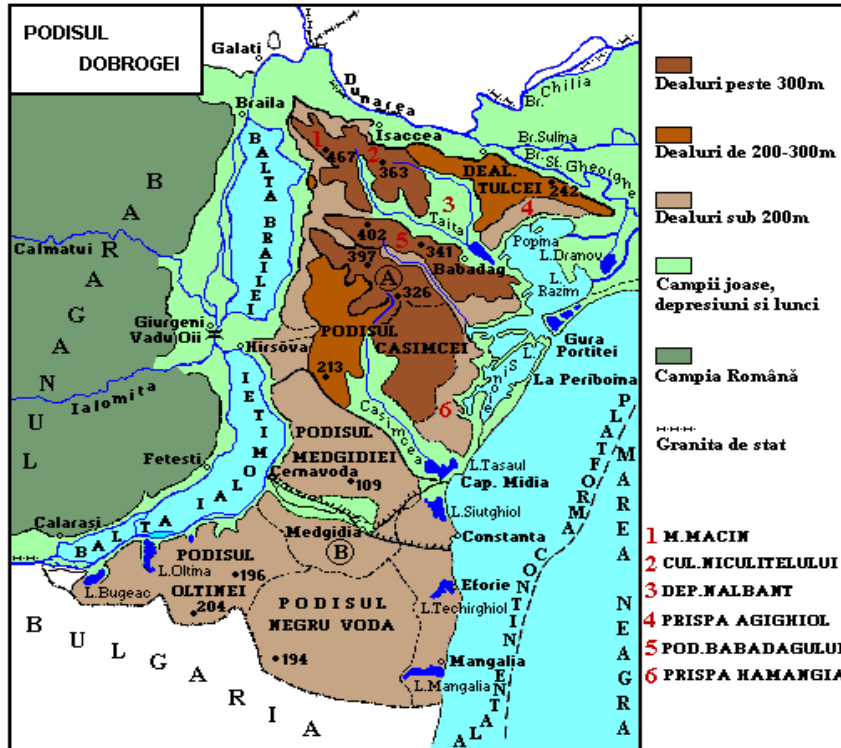 PODISUL
DOBROGEI
Galați
Dunarea
Br. Chilia
Braila
Isaccea
Br.Sulina
Br.
St. Gheorghe
1
467
2
363
DEAL.
TULCEI
242
3
4
Taita
BALTA BRAILEI
BARAGANUL
402
5
341
Babadag
Popina
L.Dranov
L.
Razim
397
A
326
Calmatui
Giurgeni
Vadu Oii
Hirsova
PODISUL
CASIMCEI
Gura
Portitei
L. Sinoie
La Periboina
213
6
Ialomita
Casimcea
PODISUL
MEDGIDIEI
Fetesti
Cernavoda
109
L.Tasaul
Cap. Midia
L.Siutghiol
BALTA IALOMITEI
Calarasi
Medgidia
Constanta
B
PODISUL
L.Oltina
196
OLTINEI
204
L.Bugeac
Eforie
L.Techirghiol
PODISUL
NEGRU VODA
194
Mangalia
L.Mangalia
BULGARIA
PLATFORMA CONTINENTALA
MAREA NEAGRA
Dealuri peste 300m
Dealuri de 200-300m
Dealuri sub 200m
Campii joase,
depresiuni si lunci
Campia Română
Granita de stat
1 M.MACIN
2 CUL.NICULITELULUI
3 DEP.NALBANT
4 PRISPA AGIGHIOL
5 POD.BABADAGULUI
6 PRISPA HAMANGIA